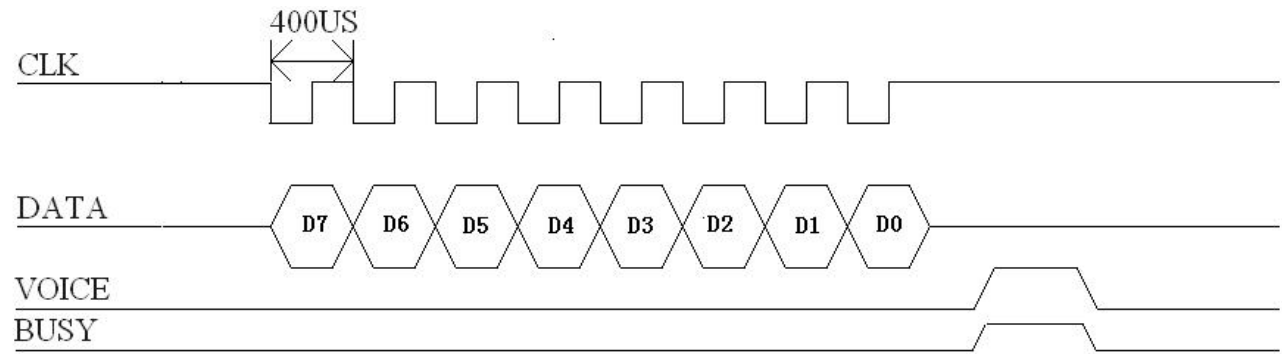 400US
CLK
DATA D7 D6 D5 D4 D3 D2 D1 D0
VOICE
BUSY